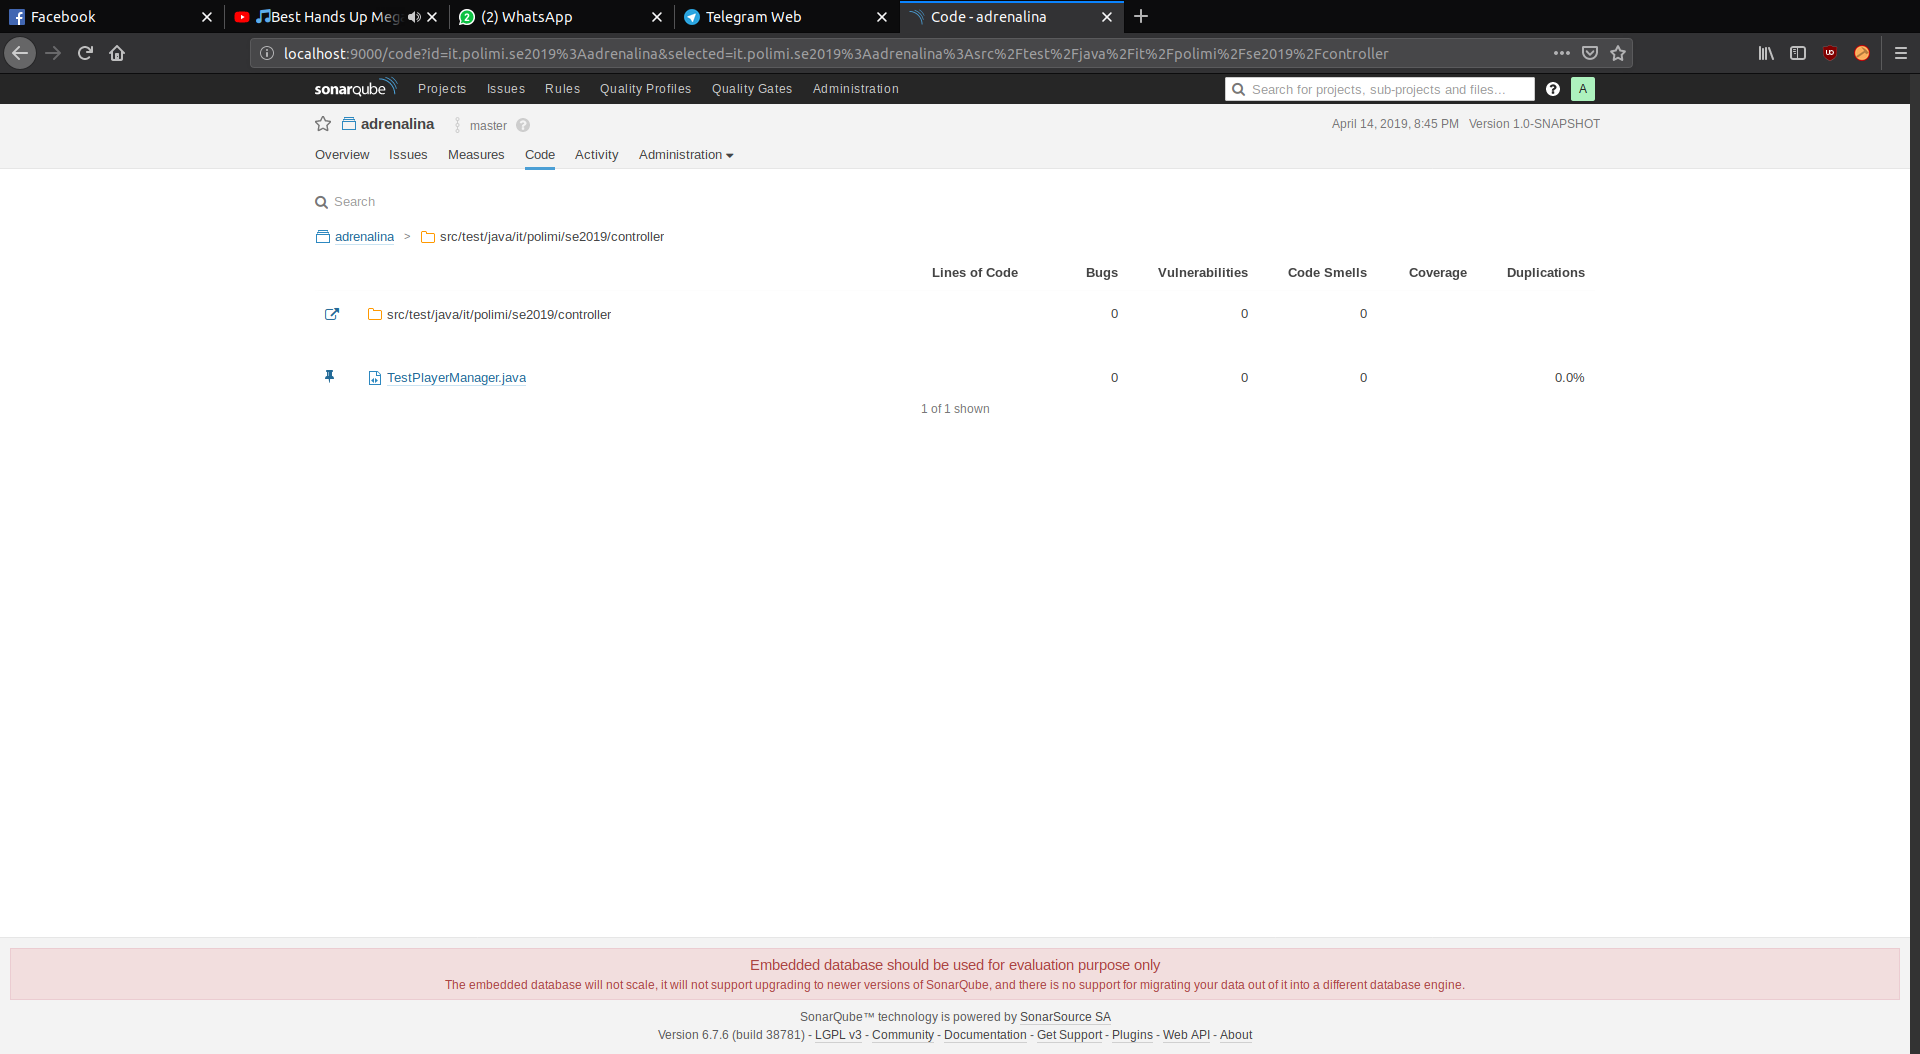 Facebook
🎵Best Hands Up Meg
(2) WhatsApp
Telegram Web
Code - adrenalina
localhost:9000/code?id=it.polimi.se2019%3Aadrenalina&selected=it.polimi.se2019%3Aadrenalina%3Asrc%2Ftest%2Fjava%2Fit%2Fpolimi%2Fse2019%2Fcontroller
sonarqube Projects Issues Rules Quality Profiles Quality Gates Administration
Search for projects, sub-projects and files...
A
adrenalina master
April 14, 2019, 8:45 PM Version 1.0-SNAPSHOT
Overview Issues Measures Code Activity Administration
Search
adrenalina > src/test/java/it/polimi/se2019/controller
Lines of Code Bugs Vulnerabilities Code Smells Coverage Duplications
src/test/java/it/polimi/se2019/controller 0 0 0
TestPlayerManager.java 0 0 0 0.0%
1 of 1 shown
Embedded database should be used for evaluation purpose only
The embedded database will not scale, it will not support upgrading to newer versions of SonarQube, and there is no support for migrating your data out of it into a different database engine.
SonarQube™ technology is powered by SonarSource SA
Version 6.7.6 (build 38781) - LGPL v3 - Community - Documentation - Get Support - Plugins - Web API - About